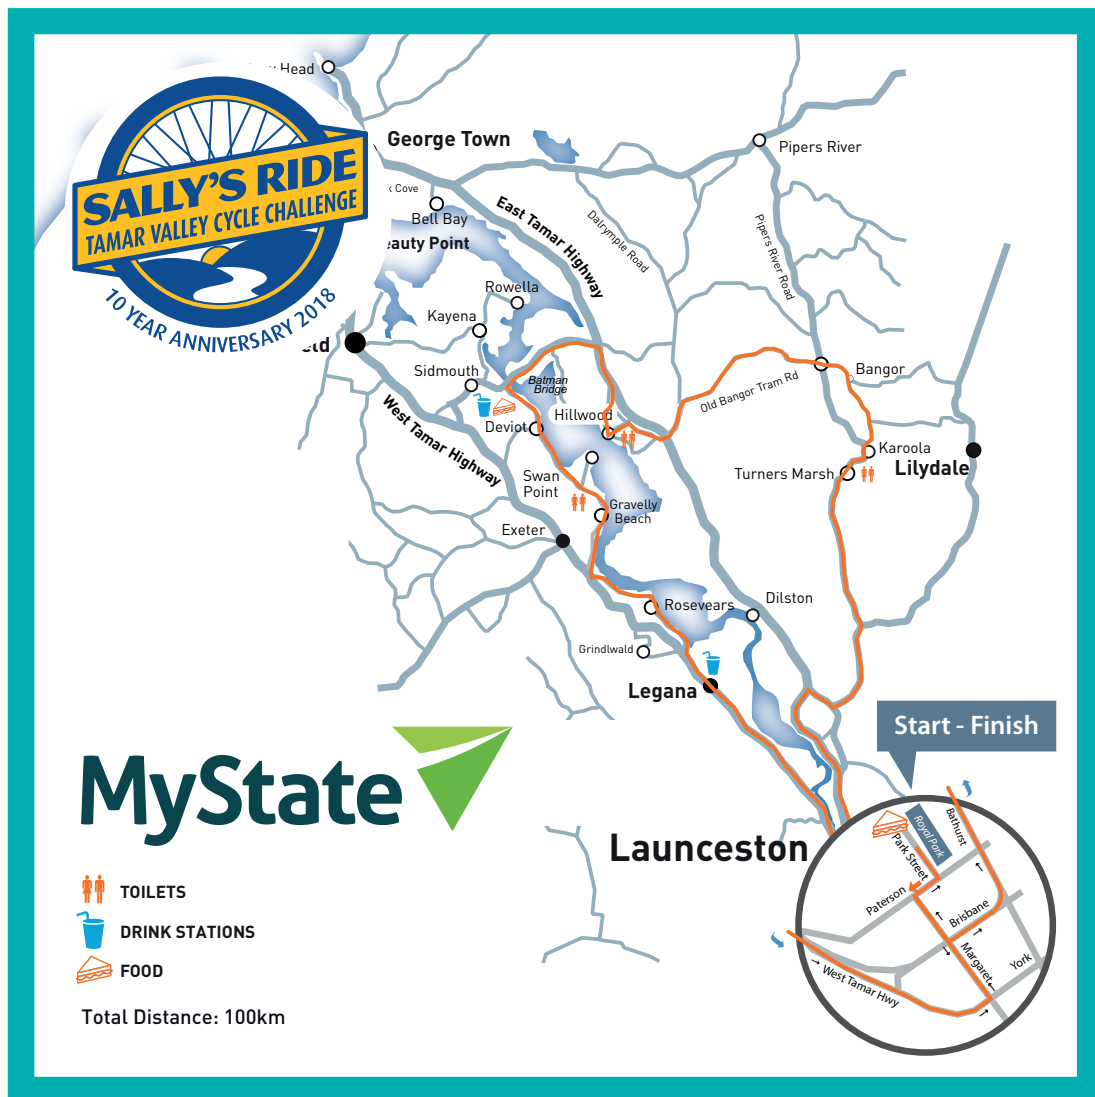 Head
George Town
Pipers River
Cove
Bell Bay
eauty Point
East Tamar Highway
Dalrymple Road
Pipers River Road
SALLY'S RIDE
TAMAR VALLEY CYCLE CHALLENGE
10 YEAR ANNIVERSARY 2018
Rowella
Kayena
eld
Sidmouth
Batman
Bridge
Bangor
Old Bangor Tram Rd
West Tamar Highway
Hillwood
Deviot
Karoola
Lilydale
Turners Marsh
Swan
Point
Gravelly
Beach
Exeter
Rosevears
Dilston
Grindlwald
Legana
Start - Finish
MyState
Launceston
Royal Park
Bathurst
Park Street
Paterson
Brisbane
Margaret
York
West Tamar Hwy
TOILETS
DRINK STATIONS
FOOD
Total Distance: 100km